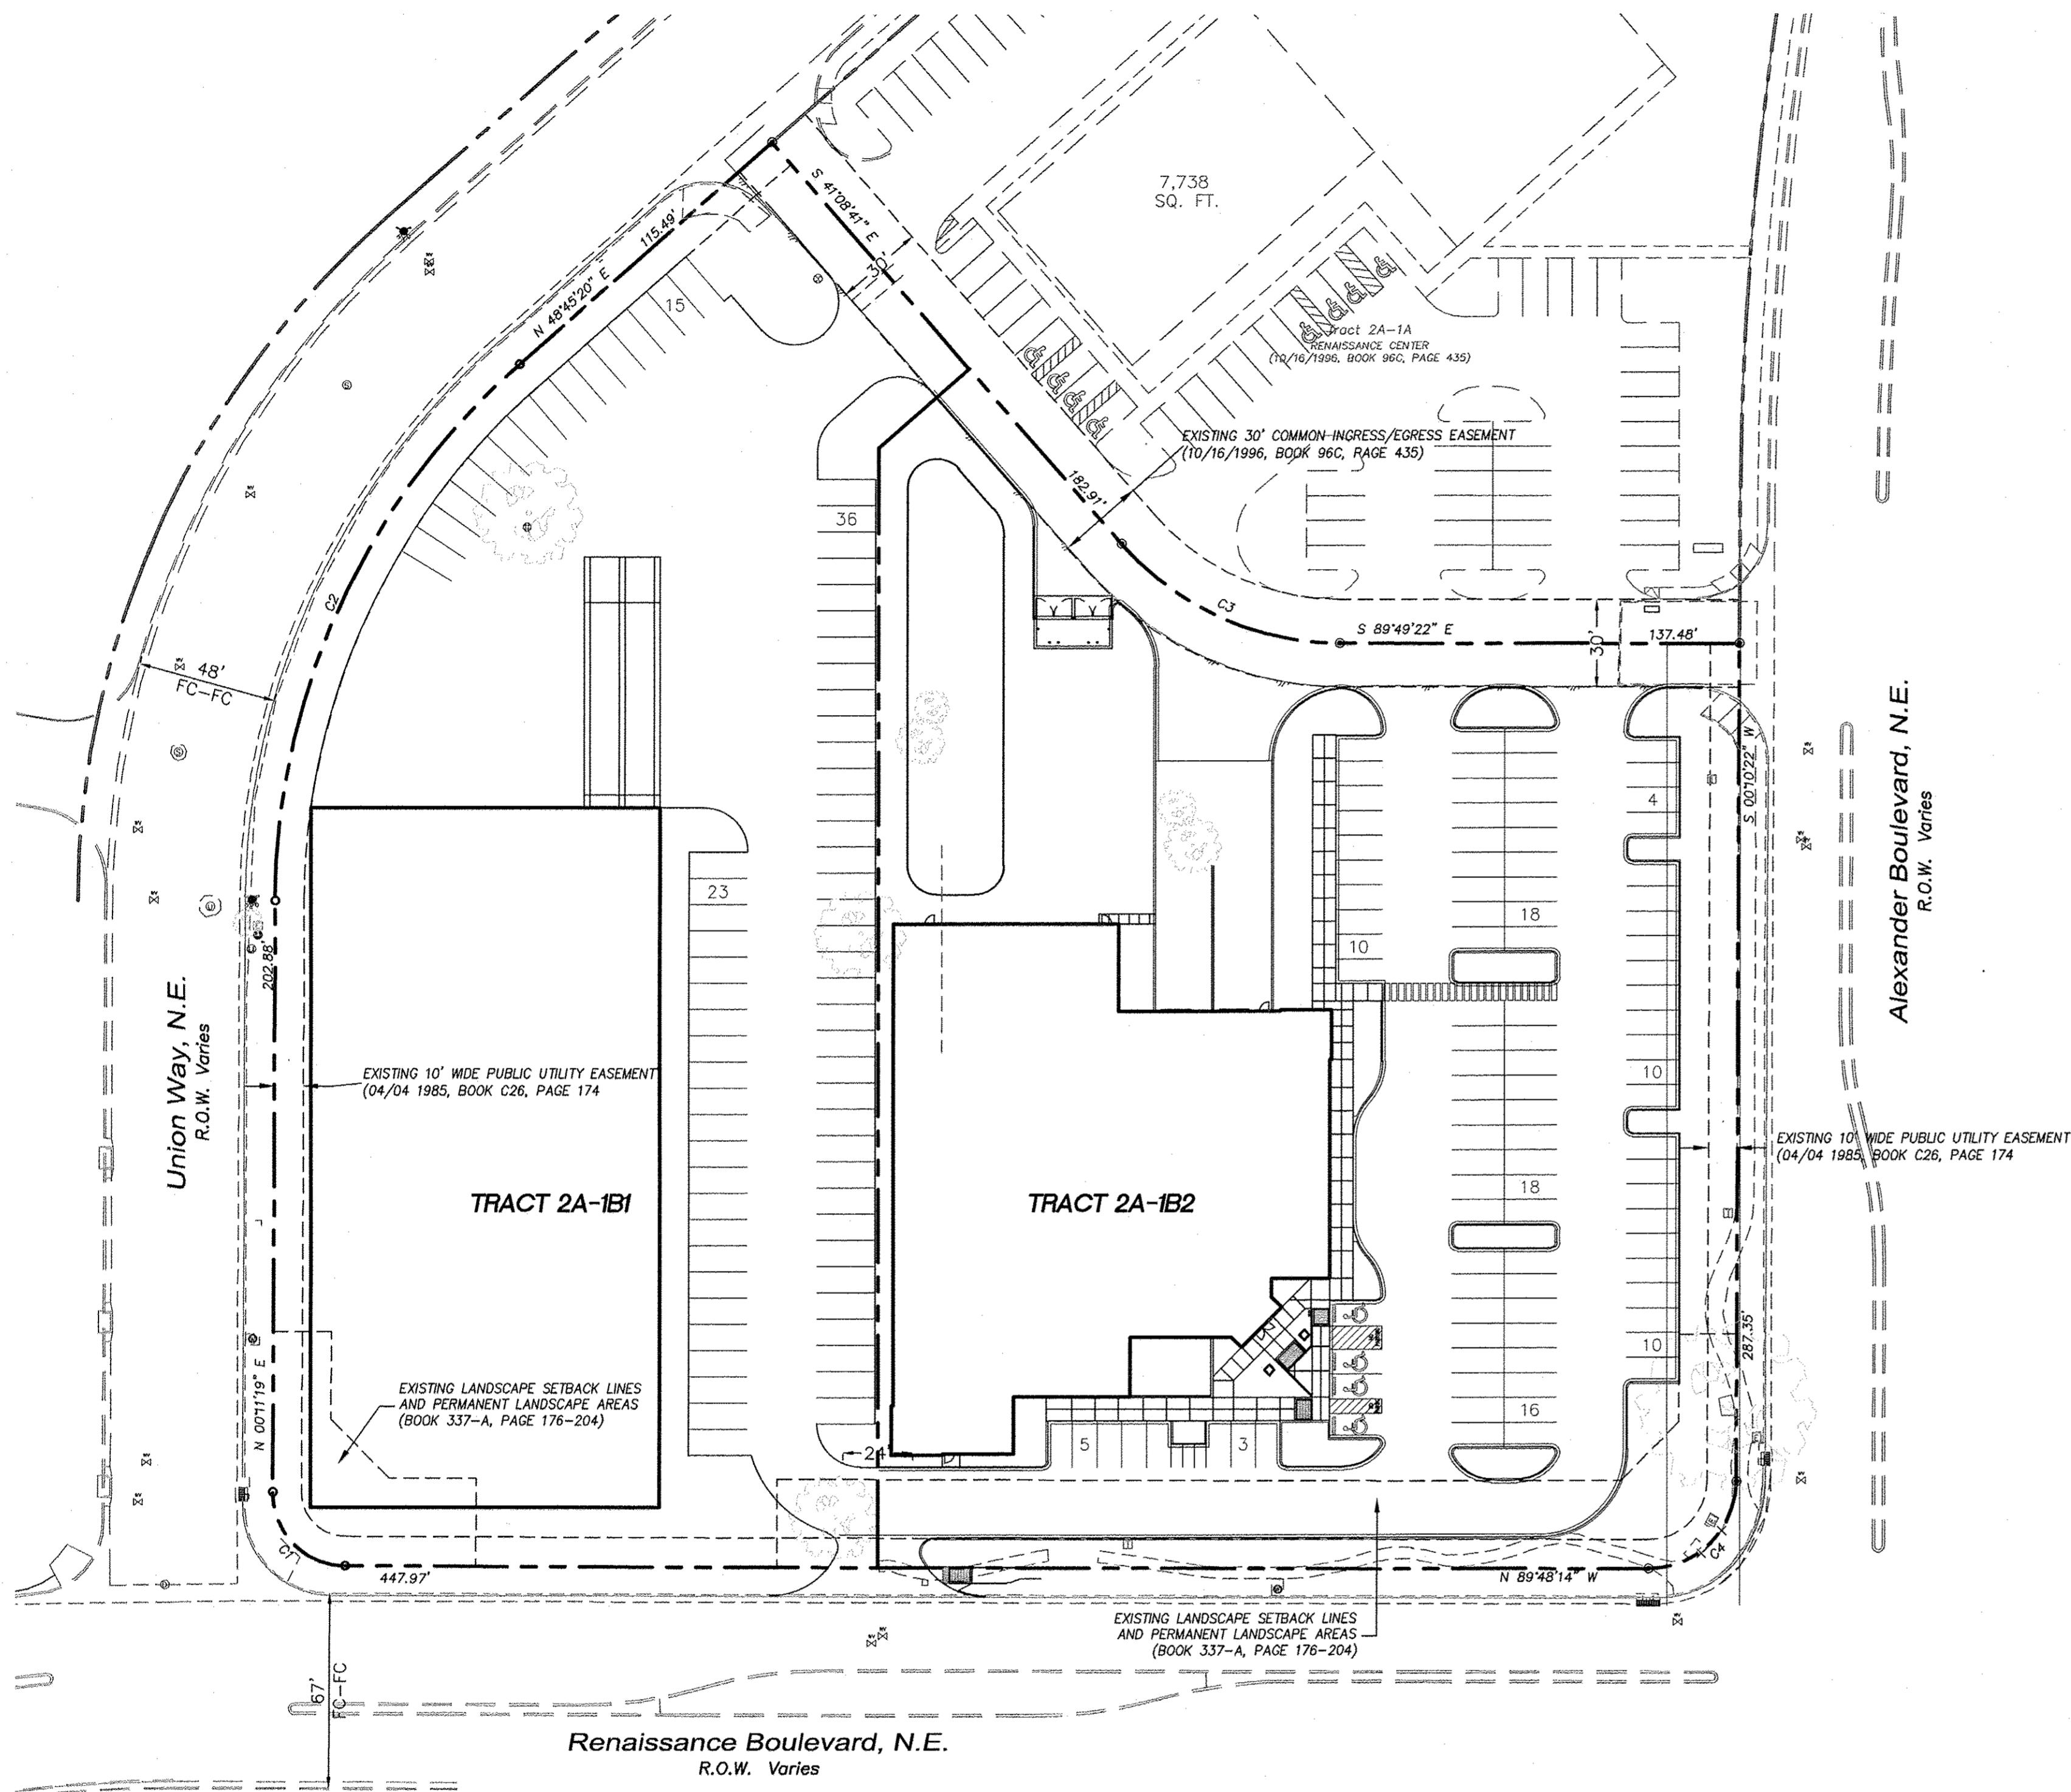 7,738
SQ. FT.
S 41°08'41" E
115.49'
N 48°45'20" E
30'
15
Tract 2A-1A
RENAISSANCE CENTER
(10/16/1996, BOOK 96C, PAGE 435)
EXISTING 30' COMMON INGRESS/EGRESS EASEMENT
(10/16/1996, BOOK 96C, PAGE 435)
182.91'
36
C2
C3
S 89°49'22" E
137.48'
30'
48'
FC-FC
S 00°10'22" W
4
Alexander Boulevard, N.E.
R.O.W. Varies
23
18
10
202.88'
Union Way, N.E.
R.O.W. Varies
EXISTING 10' WIDE PUBLIC UTILITY EASEMENT
(04/04 1985, BOOK C26, PAGE 174
10
EXISTING 10' WIDE PUBLIC UTILITY EASEMENT
(04/04 1985, BOOK C26, PAGE 174
TRACT 2A-1B1
TRACT 2A-1B2
18
287.35'
10
N 00°11'19" E
EXISTING LANDSCAPE SETBACK LINES
AND PERMANENT LANDSCAPE AREAS
(BOOK 337-A, PAGE 176-204)
16
5
3
24'
C1
447.97'
C4
N 89°48'14" W
EXISTING LANDSCAPE SETBACK LINES
AND PERMANENT LANDSCAPE AREAS
(BOOK 337-A, PAGE 176-204)
67'
FC-FC
Renaissance Boulevard, N.E.
R.O.W. Varies